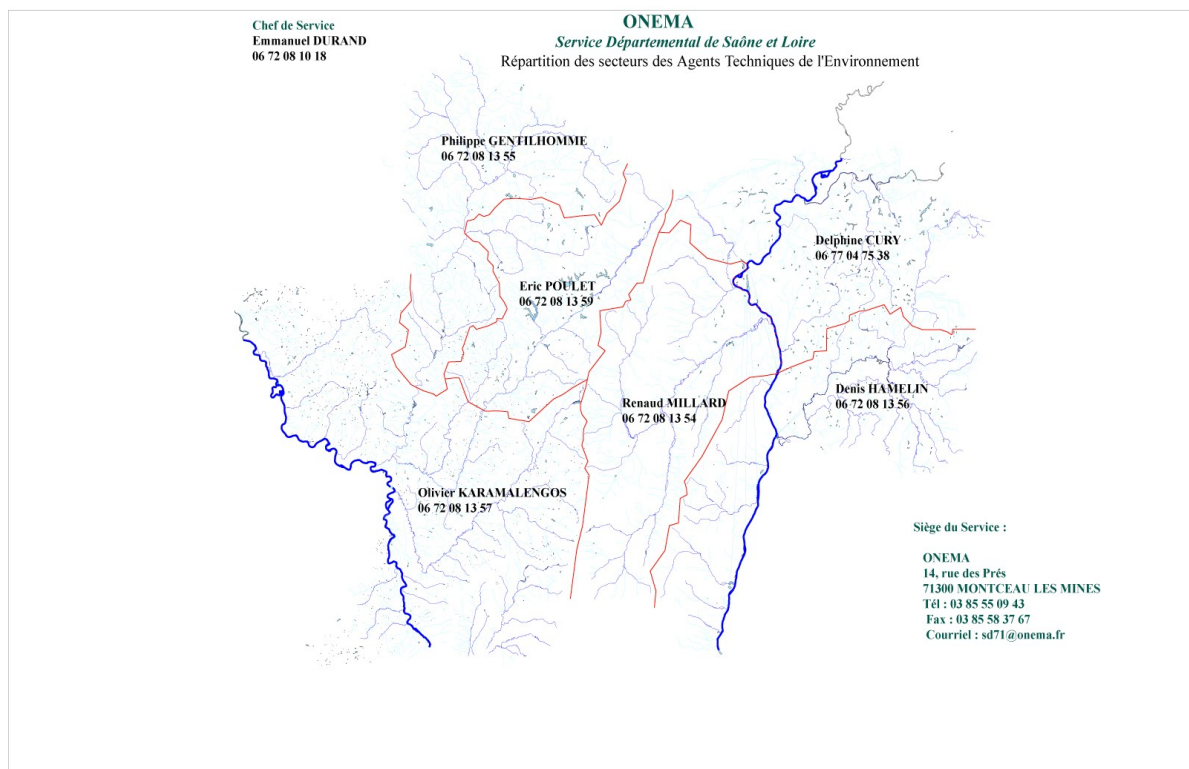 Chef de Service
Emmanuel DURAND
06 72 08 10 18
ONEMA
Service Départemental de Saône et Loire
Répartition des secteurs des Agents Techniques de l'Environnement
Philippe GENTILHOMME
06 72 08 13 55
Delphine CURY
06 77 04 75 38
Eric POULET
06 72 08 13 59
Renaud MILLARD
06 72 08 13 54
Denis HAMELIN
06 72 08 13 56
Olivier KARAMALENGOS
06 72 08 13 57
Siège du Service :
ONEMA
14, rue des Prés
71300 MONTCEAU LES MINES
Tél : 03 85 55 09 43
Fax : 03 85 58 37 67
Courriel : sd71@onema.fr